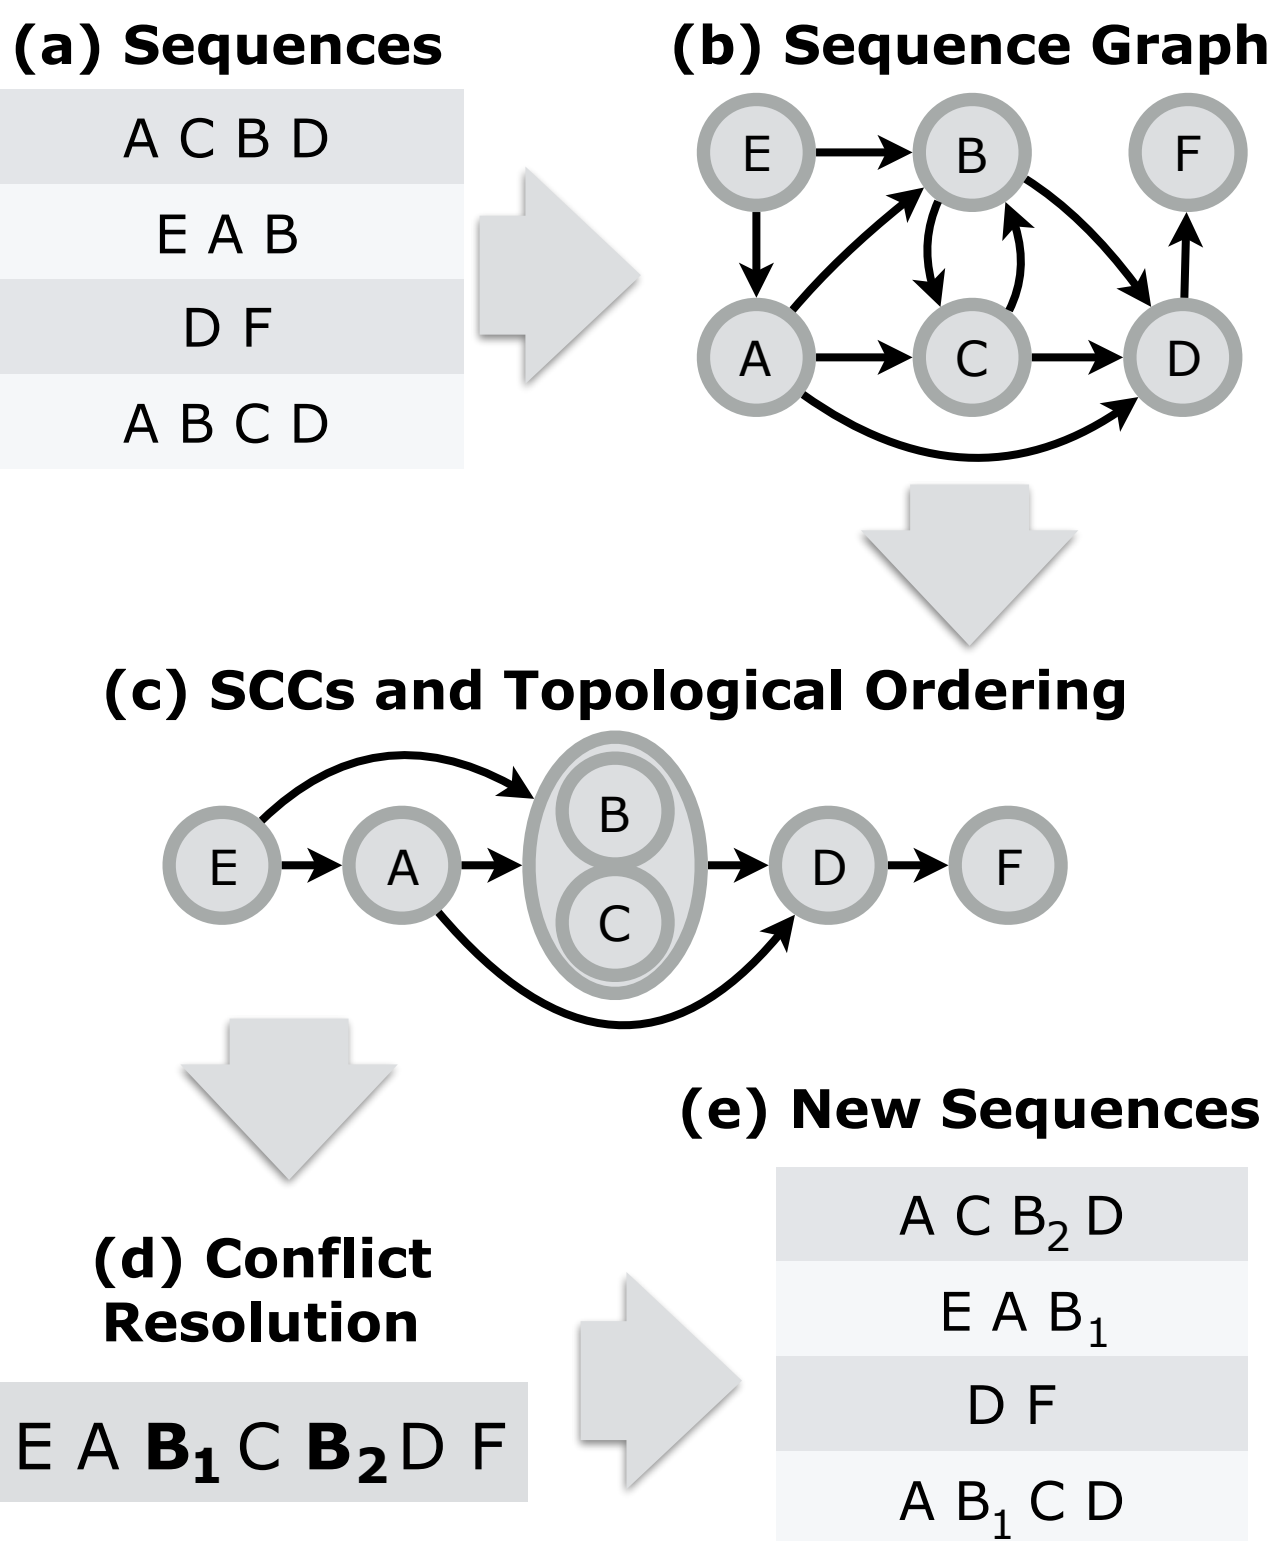 (a) Sequences
A C B D
E A B
D F
A B C D
(b) Sequence Graph
E
B
F
A
C
D
(c) SCCs and Topological Ordering
B
E
A
D
F
C
(d) Conflict
Resolution
E A B₁ C B₂ D F
(e) New Sequences
A C B₂ D
E A B₁
D F
A B₁ C D